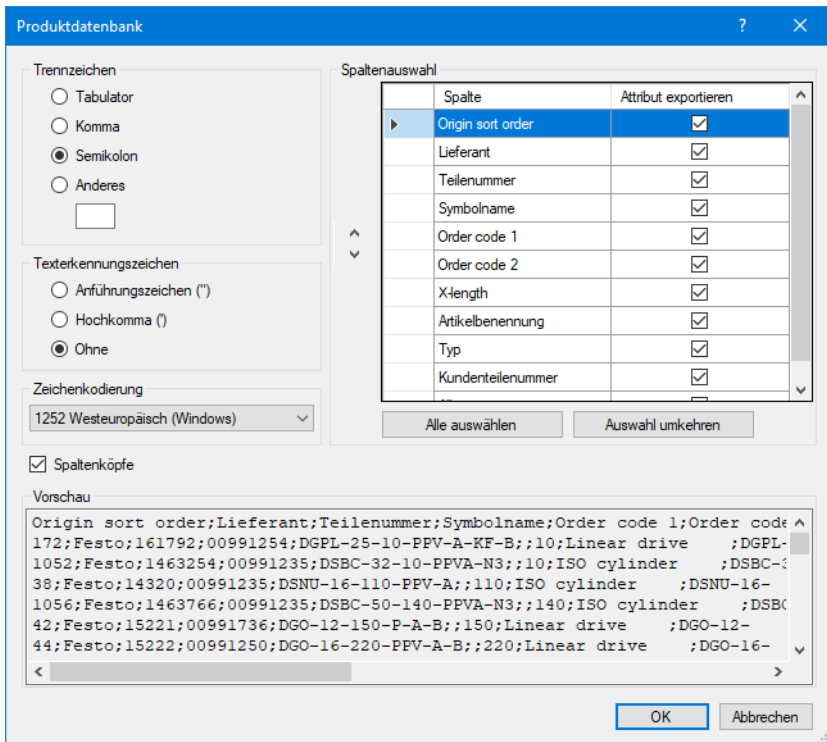 Produktdatenbank
?
Trennzeichen
Tabulator
Komma
Semikolon
Anderes
Texterkennungszeichen
Anführungszeichen (")
Hochkomma (')
Ohne
Zeichenkodierung
1252 Westeuropäisch (Windows)
Spaltenauswahl
Spalte Attribut exportieren
Origin sort order
Lieferant
Teilenummer
Symbolname
Order code 1
Order code 2
X-length
Artikelbenennung
Typ
Kundenteilenummer
Alle auswählen Auswahl umkehren
Spaltenköpfe
Vorschau
Origin sort order;Lieferant;Teilenummer;Symbolname;Order code 1;Order code
172;Festo;161792;00991254;DGPL-25-10-PPV-A-KF-B;;10;Linear drive ;DGPL-
1052;Festo;1463254;00991235;DSBC-32-10-PPVA-N3;;10;ISO cylinder ;DSBC-3
38;Festo;14320;00991235;DSNU-16-110-PPV-A;;110;ISO cylinder ;DSNU-16-
1056;Festo;1463766;00991235;DSBC-50-140-PPVA-N3;;140;ISO cylinder ;DSBC
42;Festo;15221;00991736;DGO-12-150-P-A-B;;150;Linear drive ;DGO-12-
44;Festo;15222;00991250;DGO-16-220-PPV-A-B;;220;Linear drive ;DGO-16-
OK Abbrechen